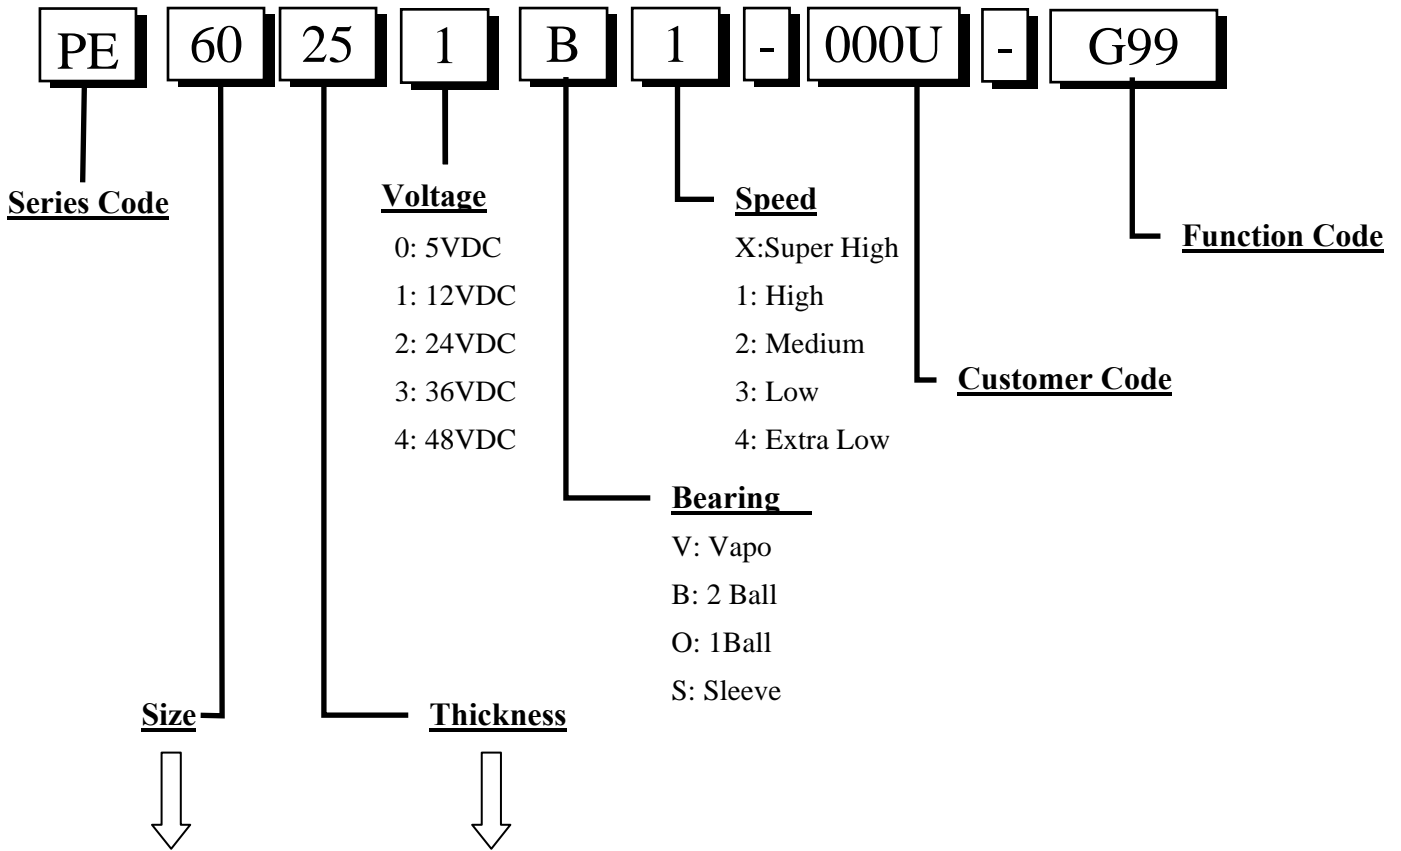 PE 60 25 1 B 1 - 000U - G99
Series Code
Voltage
0: 5VDC
1: 12VDC
2: 24VDC
3: 36VDC
4: 48VDC
Speed
X:Super High
1: High
2: Medium
3: Low
4: Extra Low
Function Code
Customer Code
Bearing
V: Vapo
B: 2 Ball
O: 1Ball
S: Sleeve
Size
Thickness